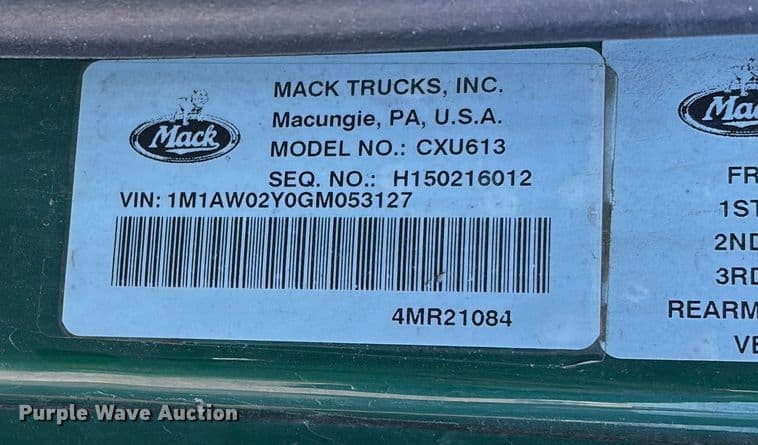 Mack
MACK TRUCKS, INC.
Macungie, PA, U.S.A.
MODEL NO.: CXU613
SEQ. NO.: H150216012
VIN: 1M1AW02Y0GM053127
4MR21084
Mac
FR
1ST
2ND
3RD
REARM
VE
Purple Wave Auction